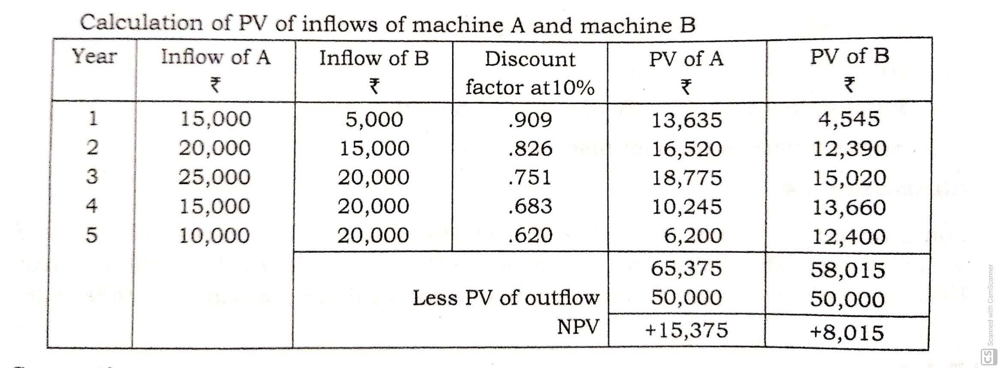 Calculation of PV of inflows of machine A and machine B
Year Inflow of A Inflow of B Discount PV of A PV of B
₹ ₹ factor at10% ₹ ₹
1 15,000 5,000 .909 13,635 4,545
2 20,000 15,000 .826 16,520 12,390
3 25,000 20,000 .751 18,775 15,020
4 15,000 20,000 .683 10,245 13,660
5 10,000 20,000 .620 6,200 12,400
65,375 58,015
Less PV of outflow 50,000 50,000
NPV +15,375 +8,015
CS Scanned with CamScanner